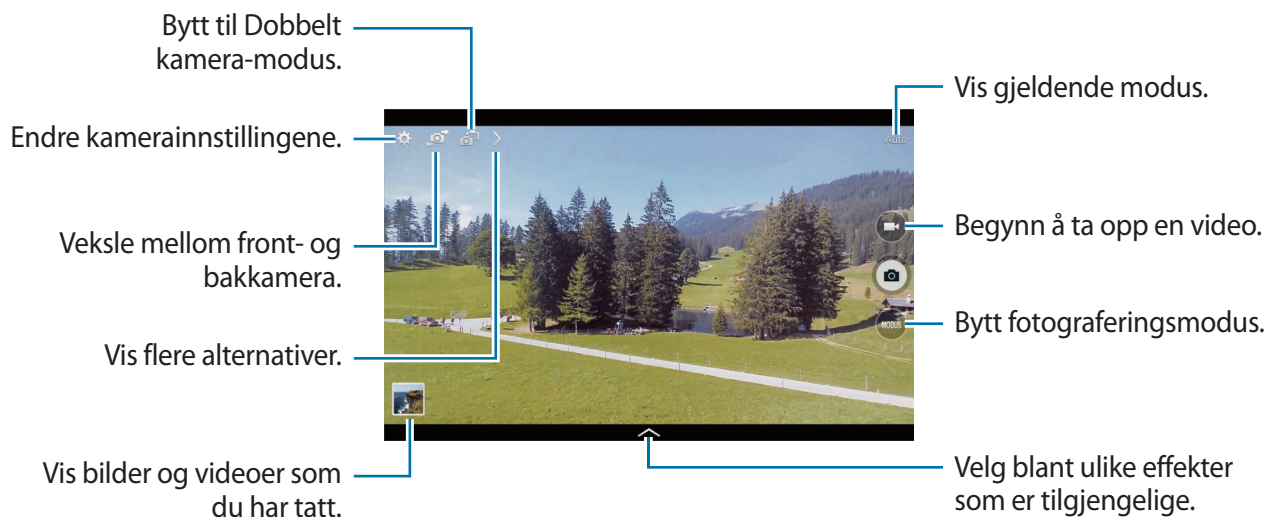 Bytt til Dobbelt
kamera-modus.
Endre kamerainnstillingene.
Veksle mellom front- og
bakkamera.
Vis flere alternativer.
Vis bilder og videoer som
du har tatt.
Auto
MODUS
Vis gjeldende modus.
Begynn å ta opp en video.
Bytt fotograferingsmodus.
Velg blant ulike effekter
som er tilgjengelige.